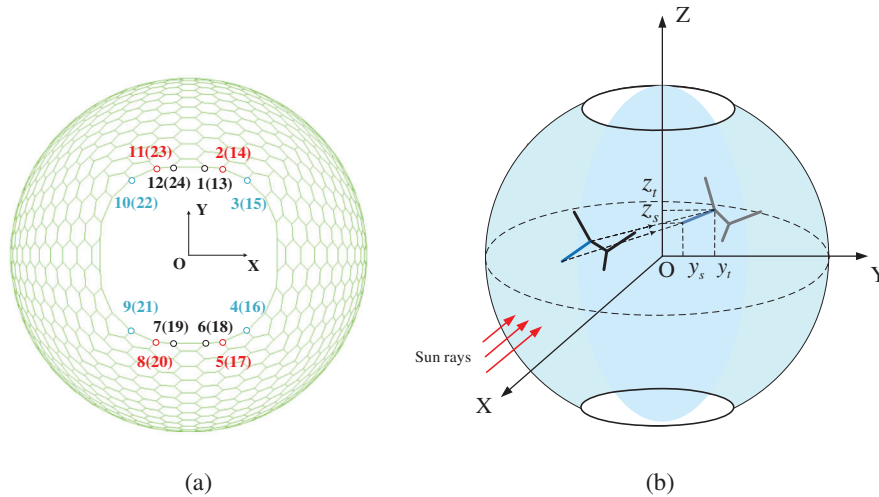 11(23) 2(14)
12(24) 1(13)
10(22) 3(15)
Y
O X
9(21) 4(16)
7(19) 6(18)
8(20) 5(17)
(a)
Z
z_t
z_s
O y_s y_t Y
Sun rays
X
(b)